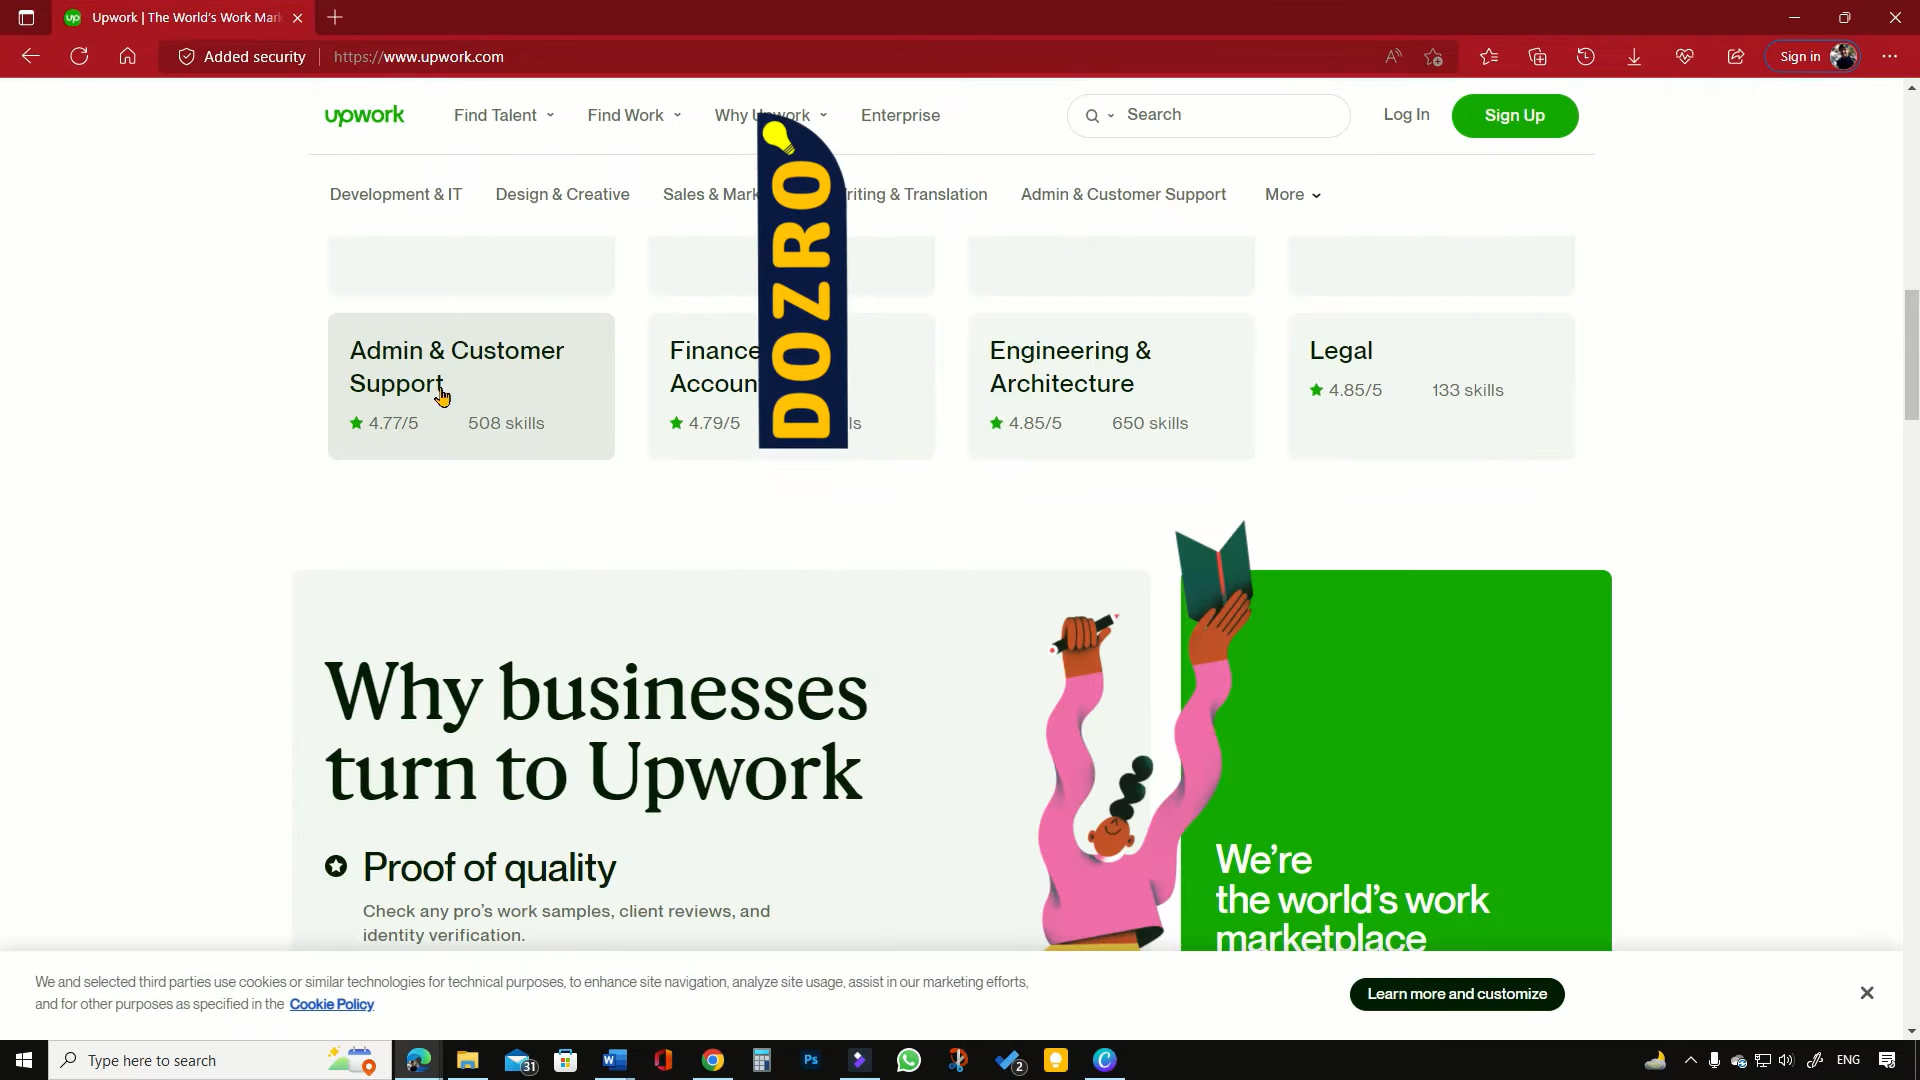 Upwork | The World's Work Mar
Added security
https://www.upwork.com
Sign in
upwork
Find Talent
Find Work
Why Upwork
Enterprise
Search
Log In
Sign Up
Development & IT
Design & Creative
Sales &
& Translation
Admin & Customer Support
More
DOZRO
Admin & Customer
Support
4.77/5
508 skills
Finance
4.79/5
Engineering &
Architecture
4.85/5
650 skills
Legal
4.85/5
133 skills
Why businesses
turn to Upwork
Proof of quality
Check any pro's work samples, client reviews, and
identity verification.
We're
the world's work
marketplace
We and selected third parties use cookies or similar technologies for technical purposes, to enhance site navigation, analyze site usage, assist in our marketing efforts,
and for other purposes as specified in the Cookie Policy
Learn more and customize
Type here to search
31
Ps
2
ENG